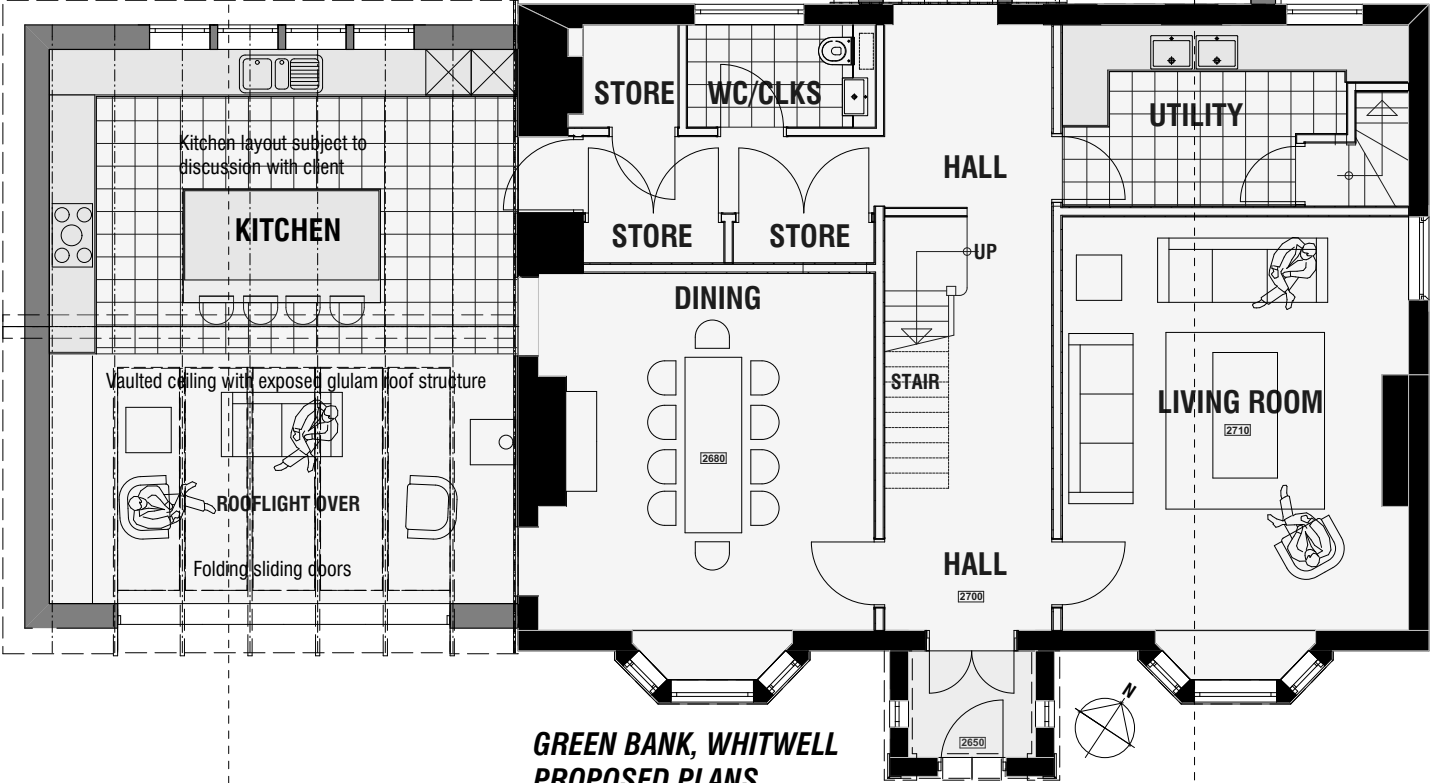 STORE
WC/CLKS
UTILITY
Kitchen layout subject to
discussion with client
HALL
KITCHEN
STORE
STORE
UP
DINING
Vaulted ceiling with exposed glulam roof structure
STAIR
LIVING ROOM
2710
2680
ROOFLIGHT OVER
Folding sliding doors
HALL
2700
N
2650
GREEN BANK, WHITWELL
PROPOSED PLANS